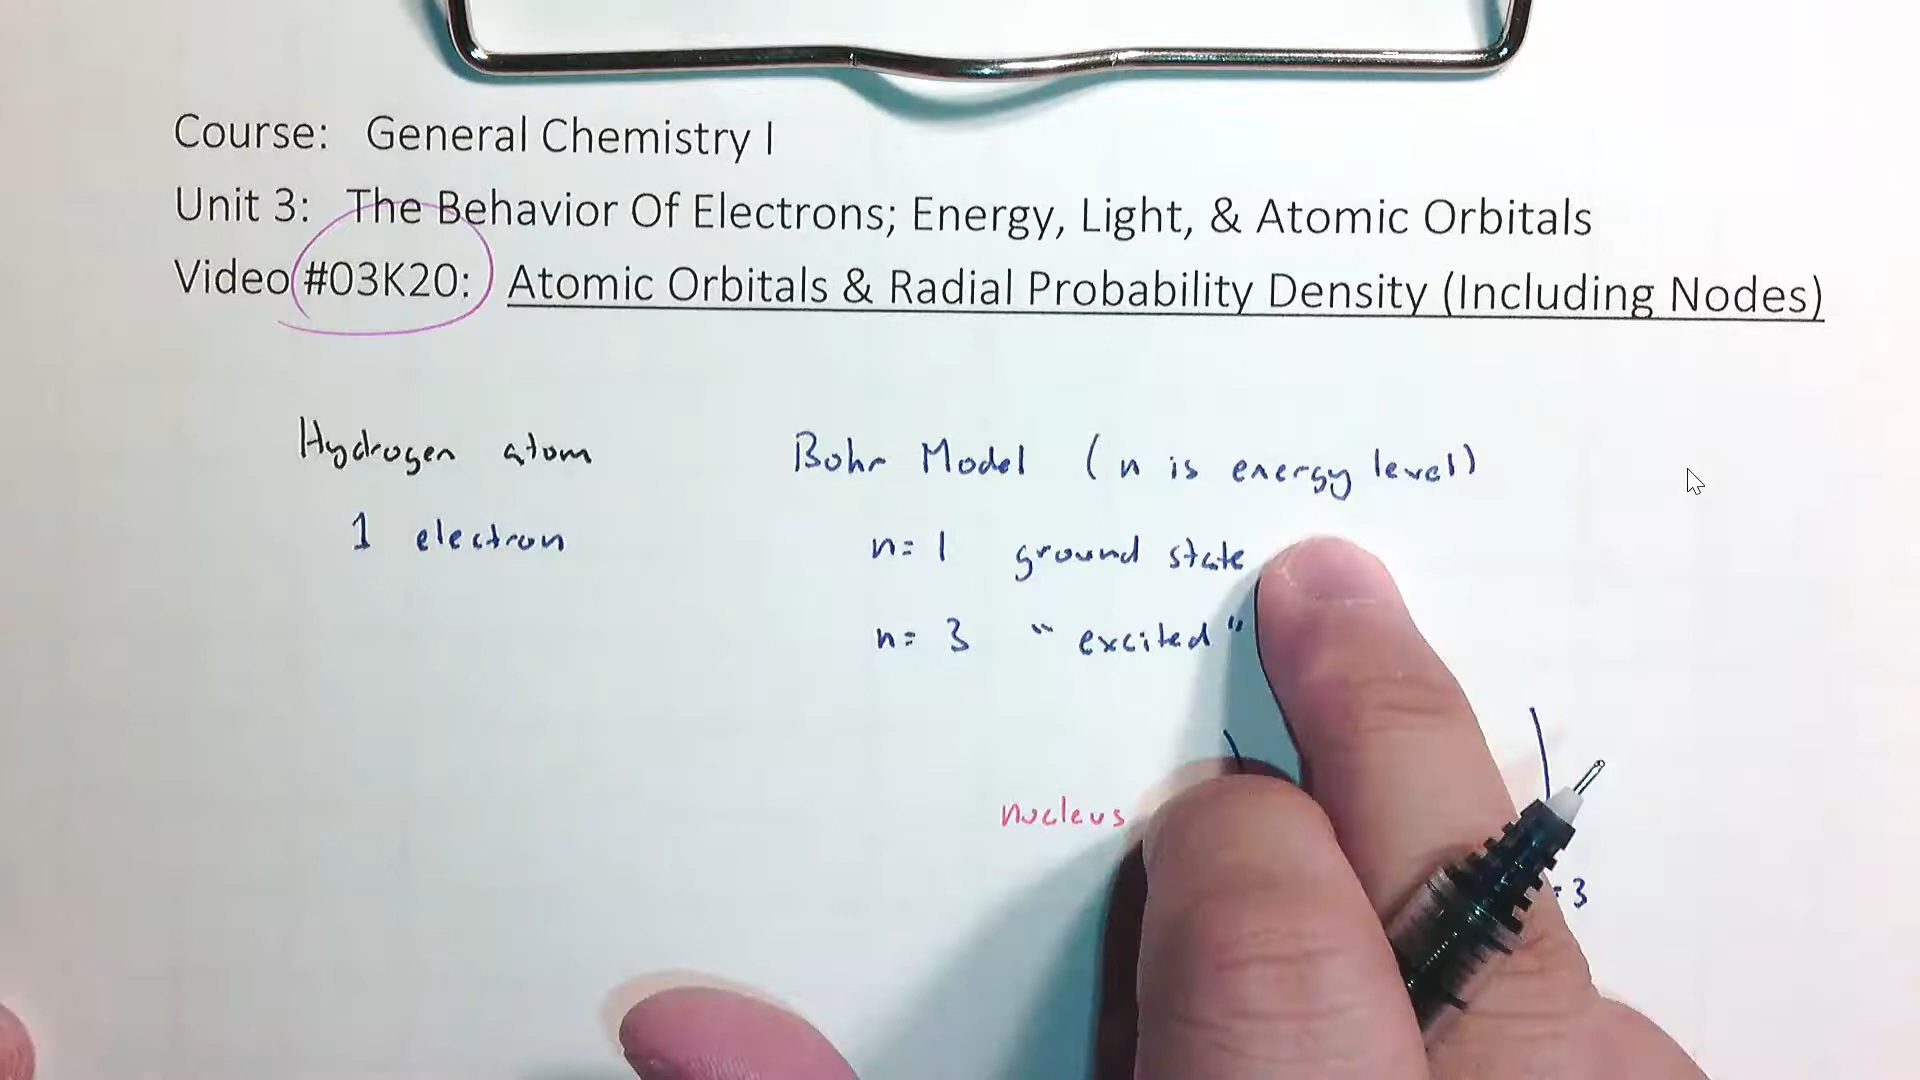 Course: General Chemistry I
Unit 3: The Behavior Of Electrons; Energy, Light, & Atomic Orbitals
Video #03K20: Atomic Orbitals & Radial Probability Density (Including Nodes)
Hydrogen atom
1 electron
Bohr Model (n is energy level)
n=1 ground state
n=3 "excited"
nucleus
=3